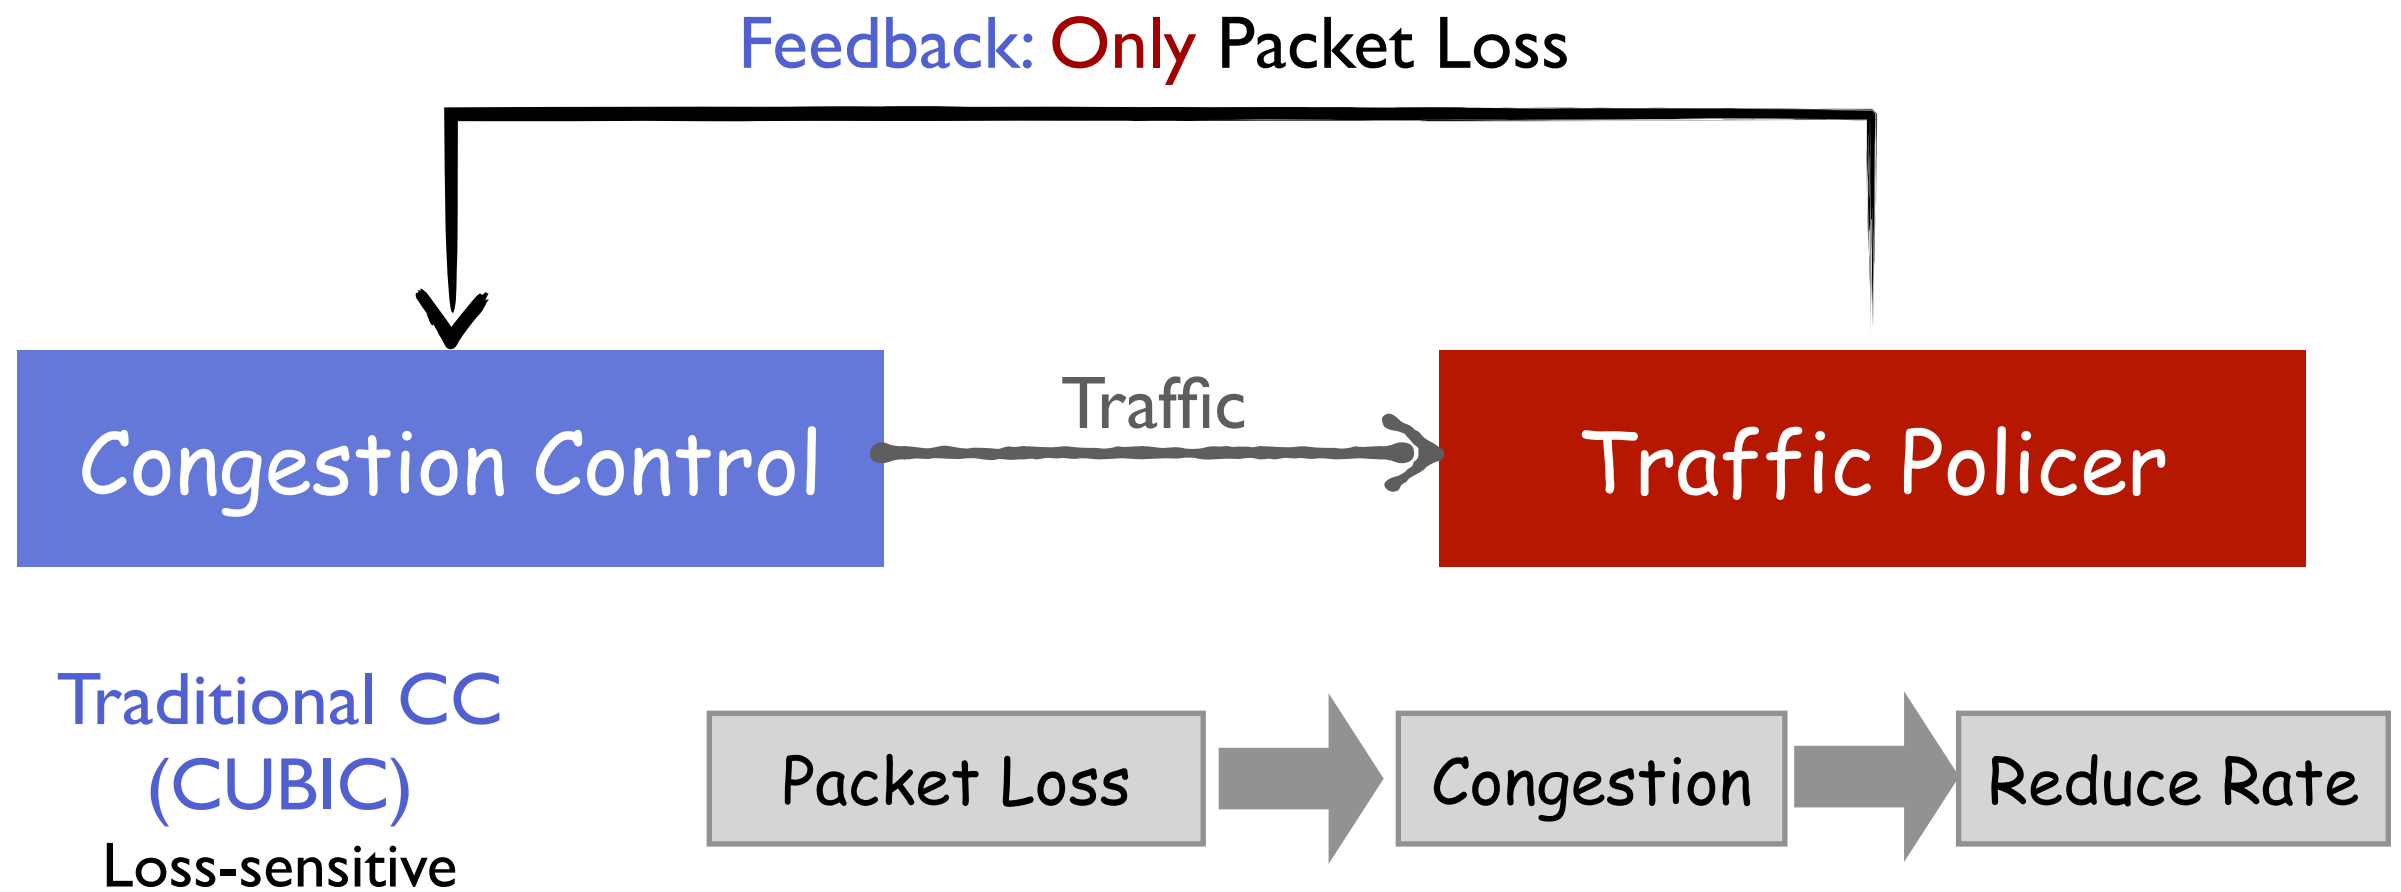 Feedback: Only Packet Loss
Traffic
Congestion Control
Traffic Policer
Traditional CC
(CUBIC)
Loss-sensitive
Packet Loss
Congestion
Reduce Rate